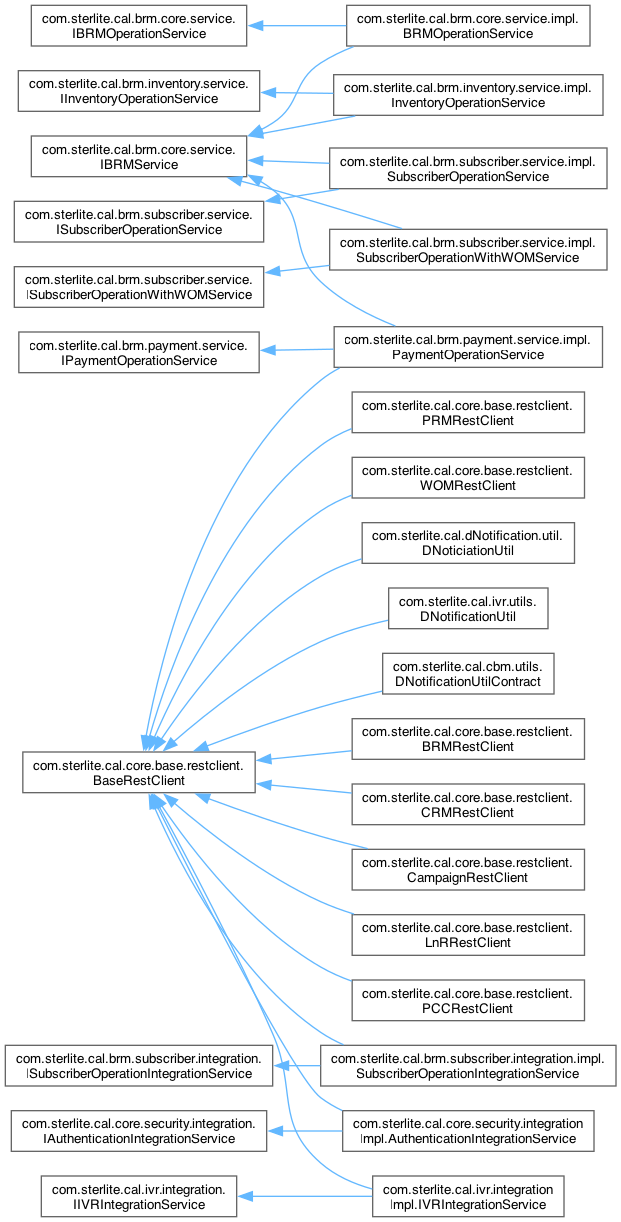 com.sterlite.cal.brm.core.service.
IBRMOperationService
com.sterlite.cal.brm.core.service.impl.
BRMOperationService
com.sterlite.cal.brm.inventory.service.
IInventoryOperationService
com.sterlite.cal.brm.inventory.service.impl.
InventoryOperationService
com.sterlite.cal.brm.core.service.
IBRMService
com.sterlite.cal.brm.subscriber.service.impl.
SubscriberOperationService
com.sterlite.cal.brm.subscriber.service.
ISubscriberOperationService
com.sterlite.cal.brm.subscriber.service.impl.
SubscriberOperationWithWOMService
com.sterlite.cal.brm.subscriber.service.
ISubscriberOperationWithWOMService
com.sterlite.cal.brm.payment.service.
IPaymentOperationService
com.sterlite.cal.brm.payment.service.impl.
PaymentOperationService
com.sterlite.cal.core.base.restclient.
PRMRestClient
com.sterlite.cal.core.base.restclient.
WOMRestClient
com.sterlite.cal.dNotification.util.
DNoticiationUtil
com.sterlite.cal.ivr.utils.
DNotificationUtil
com.sterlite.cal.cbm.utils.
DNotificationUtilContract
com.sterlite.cal.core.base.restclient.
BRMRestClient
com.sterlite.cal.core.base.restclient.
BaseRestClient
com.sterlite.cal.core.base.restclient.
CRMRestClient
com.sterlite.cal.core.base.restclient.
CampaignRestClient
com.sterlite.cal.core.base.restclient.
LnRRestClient
com.sterlite.cal.core.base.restclient.
PCCRestClient
com.sterlite.cal.brm.subscriber.integration.
ISubscriberOperationIntegrationService
com.sterlite.cal.brm.subscriber.integration.impl.
SubscriberOperationIntegrationService
com.sterlite.cal.core.security.integration.
IAuthenticationIntegrationService
com.sterlite.cal.core.security.integration
Impl.AuthenticationIntegrationService
com.sterlite.cal.ivr.integration.
IIVRIntegrationService
com.sterlite.cal.ivr.integration
Impl.IVRIntegrationService